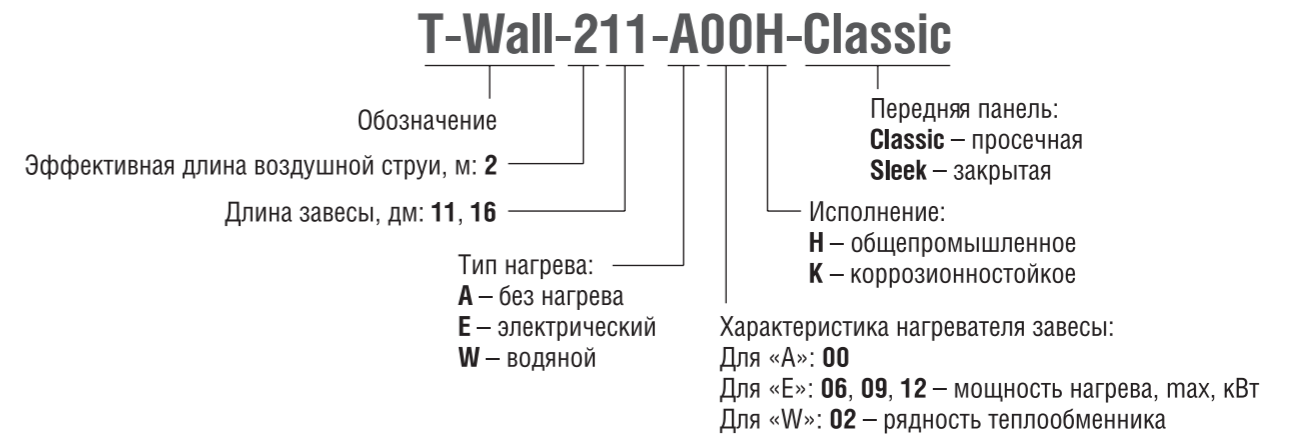 T-Wall-211-A00H-Classic
Обозначение
Эффективная длина воздушной струи, м: 2
Длина завесы, дм: 11, 16
Тип нагрева:
A – без нагрева
E – электрический
W – водяной
Передняя панель:
Classic – просечная
Sleek – закрытая
Исполнение:
Н – общепромышленное
К – коррозионностойкое
Характеристика нагревателя завесы:
Для «А»: 00
Для «Е»: 06, 09, 12 – мощность нагрева, max, кВт
Для «W»: 02 – рядность теплообменника